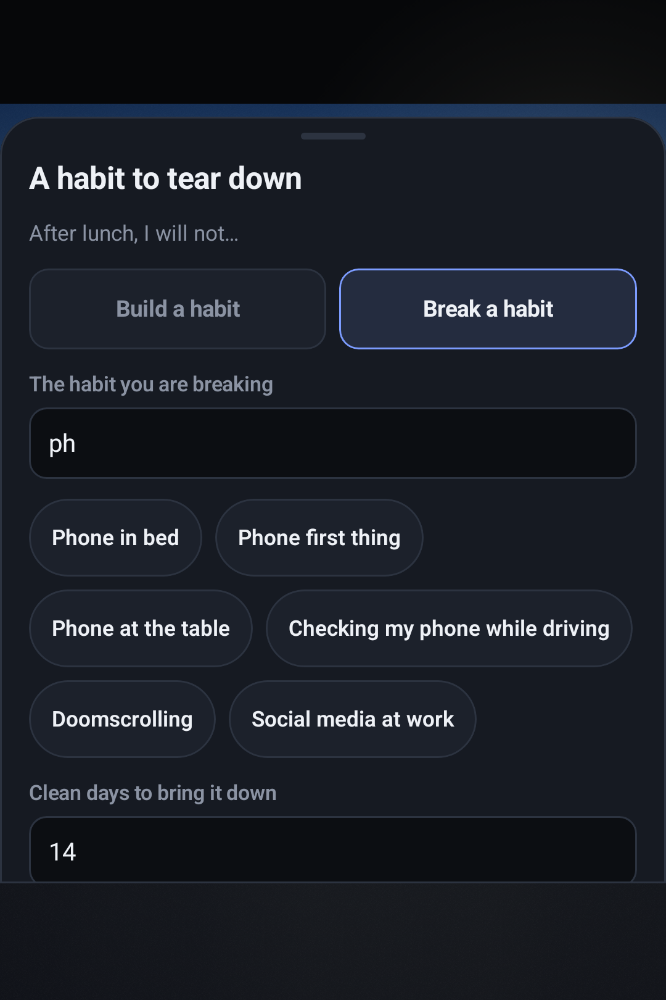 A habit to tear down
After lunch, I will not…
Build a habit
Break a habit
The habit you are breaking
ph
Phone in bed
Phone first thing
Phone at the table
Checking my phone while driving
Doomscrolling
Social media at work
Clean days to bring it down
14